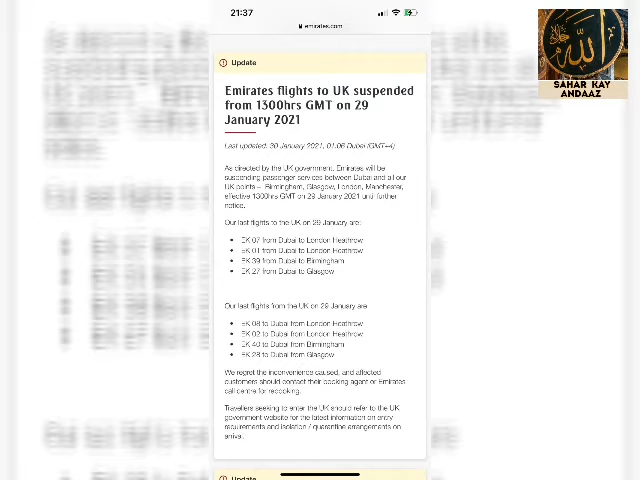 21:37
emirates.com
Update
Emirates flights to UK suspended
from 1300hrs GMT on 29
January 2021
Last updated: 30 January 2021, 01:06 Dubai (GMT+4)
As directed by the UK government, Emirates will be
suspending passenger services between Dubai and all our
UK points – Birmingham, Glasgow, London, Manchester,
effective 1300hrs GMT on 29 January 2021 until further
notice.
Our last flights to the UK on 29 January are:
• EK 07 from Dubai to London Heathrow
• EK 01 from Dubai to London Heathrow
• EK 39 from Dubai to Birmingham
• EK 27 from Dubai to Glasgow
Our last flights from the UK on 29 January are
• EK 08 to Dubai from London Heathrow
• EK 02 to Dubai from London Heathrow
• EK 40 to Dubai from Birmingham
• EK 28 to Dubai from Glasgow
We regret the inconvenience caused, and affected
customers should contact their booking agent or Emirates
call centre for rebooking.
Travellers seeking to enter the UK should refer to the UK
government website for the latest information on entry
requirements and isolation / quarantine arrangements on
arrival.
Update
الله
SAHAR KAY
ANDAAZ